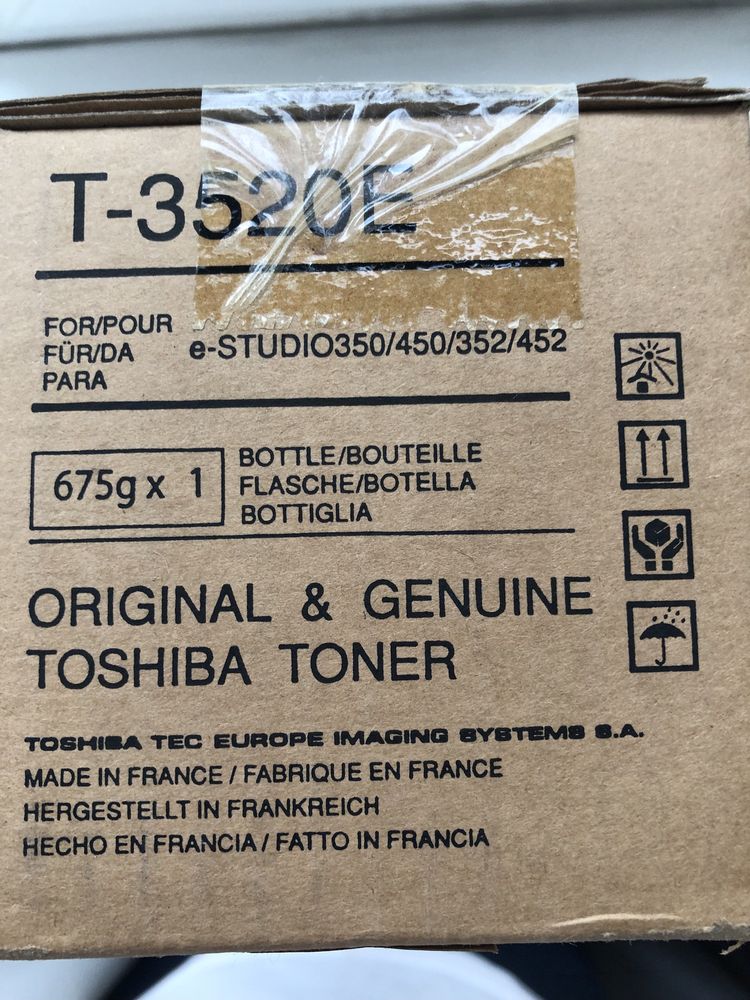 T-3520E
FOR/POUR
FÜR/DA
PARA
e-STUDIO350/450/352/452
675g x 1
BOTTLE/BOUTEILLE
FLASCHE/BOTELLA
BOTTIGLIA
ORIGINAL & GENUINE
TOSHIBA TONER
TOSHIBA TEC EUROPE IMAGING SYSTEMS S.A.
MADE IN FRANCE / FABRIQUE EN FRANCE
HERGESTELLT IN FRANKREICH
HECHO EN FRANCIA / FATTO IN FRANCIA